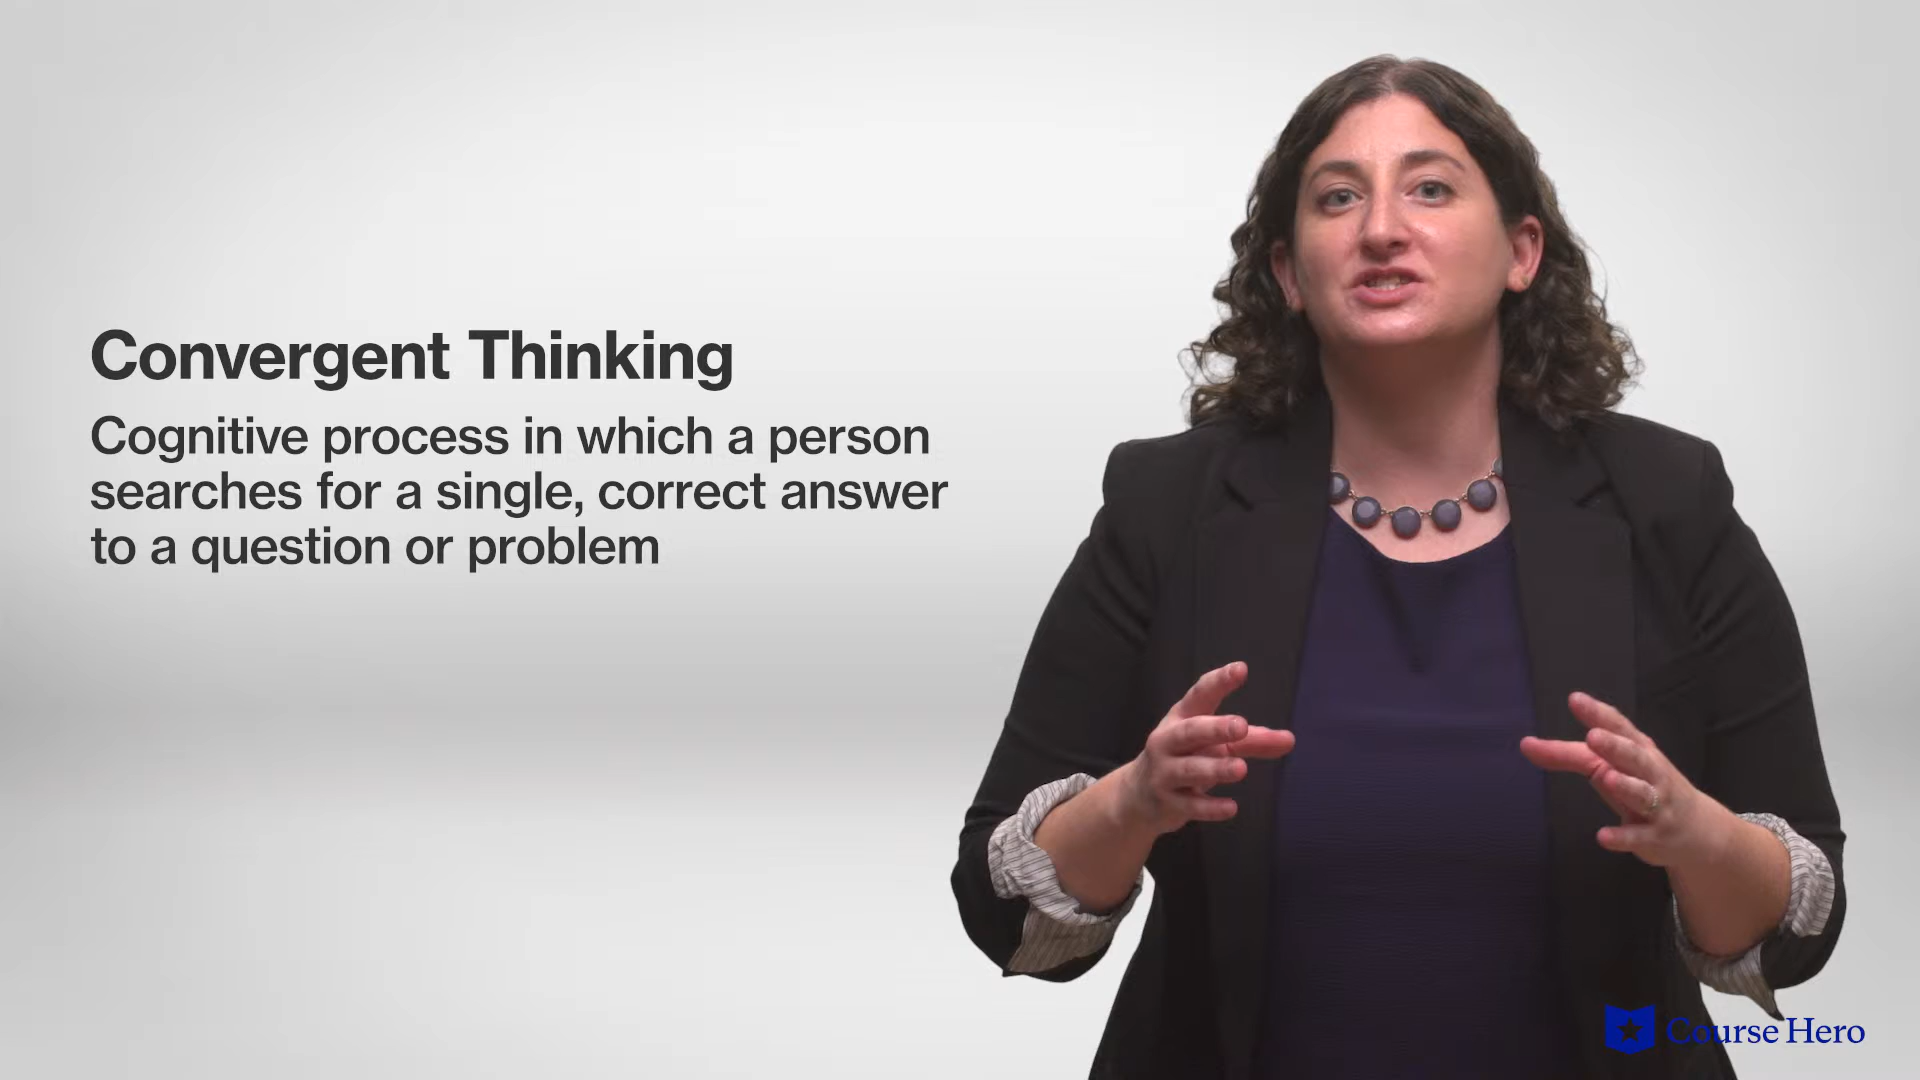 Convergent Thinking
Cognitive process in which a person
searches for a single, correct answer
to a question or problem
Course Hero